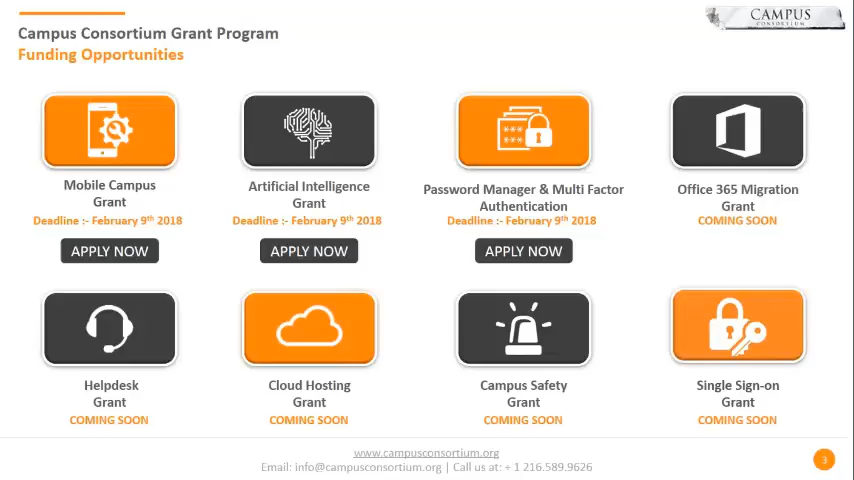 Campus Consortium Grant Program
Funding Opportunities
CAMPUS
CONSORTIUM
Mobile Campus
Grant
Deadline :- February 9th 2018
APPLY NOW
Artificial Intelligence
Grant
Deadline :- February 9th 2018
APPLY NOW
Password Manager & Multi Factor
Authentication
Deadline :- February 9th 2018
APPLY NOW
Office 365 Migration
Grant
COMING SOON
Helpdesk
Grant
COMING SOON
Cloud Hosting
Grant
COMING SOON
Campus Safety
Grant
COMING SOON
Single Sign-on
Grant
COMING SOON
www.campusconsortium.org
Email: info@campusconsortium.org | Call us at: + 1 216.589.9626
3